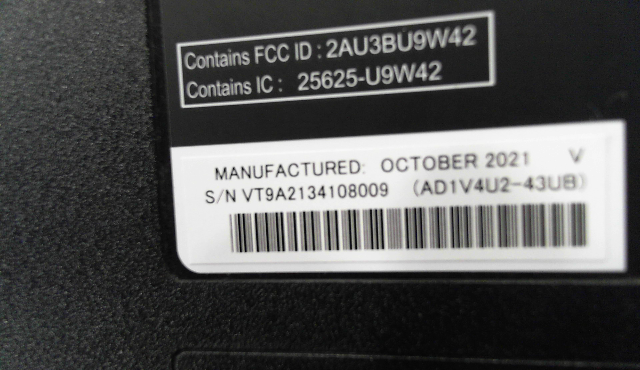 Contains FCC ID : 2AU3BU9W42
Contains IC : 25625-U9W42
MANUFACTURED: OCTOBER 2021 V
S/N VT9A2134108009 (AD1V4U2-43UB)